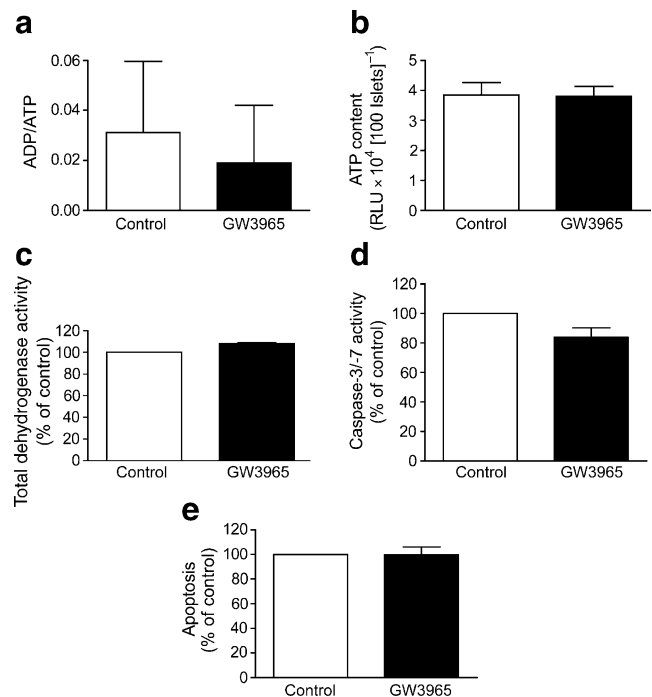 a
ADP/ATP
0.06
0.04
0.02
0.00
Control GW3965
b
ATP content
(RLU × 10⁴ [100 Islets]⁻¹)
5
4
3
2
1
0
Control GW3965
c
Total dehydrogenase activity
(% of control)
120
100
80
60
40
20
0
Control GW3965
d
Caspase-3/-7 activity
(% of control)
120
100
80
60
40
20
0
Control GW3965
e
Apoptosis
(% of control)
120
100
80
60
40
20
0
Control GW3965